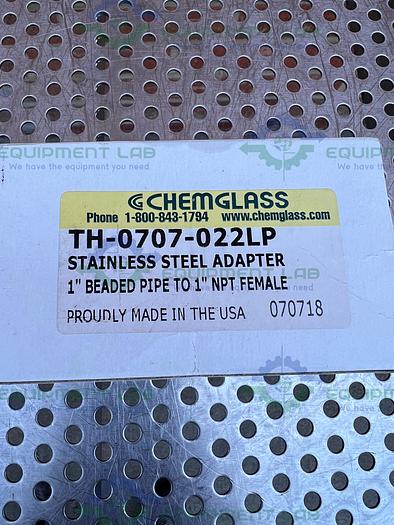 EQUIPMENT LAB
We have the equipment you need
CHEMGLASS
Phone 1-800-843-1794 www.chemglass.com
TH-0707-022LP
STAINLESS STEEL ADAPTER
1" BEADED PIPE TO 1" NPT FEMALE
PROUDLY MADE IN THE USA 070718